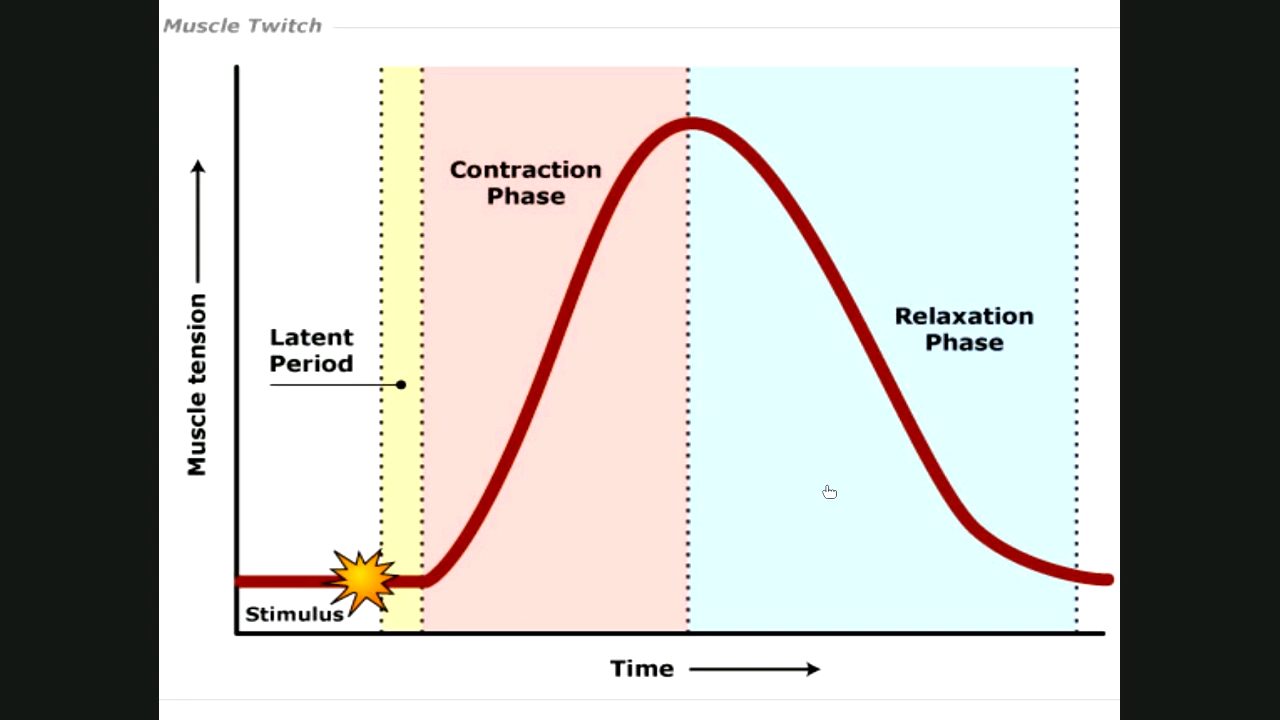 Muscle Twitch
Contraction
Phase
Relaxation
Phase
Latent
Period
Muscle tension
Stimulus
Time